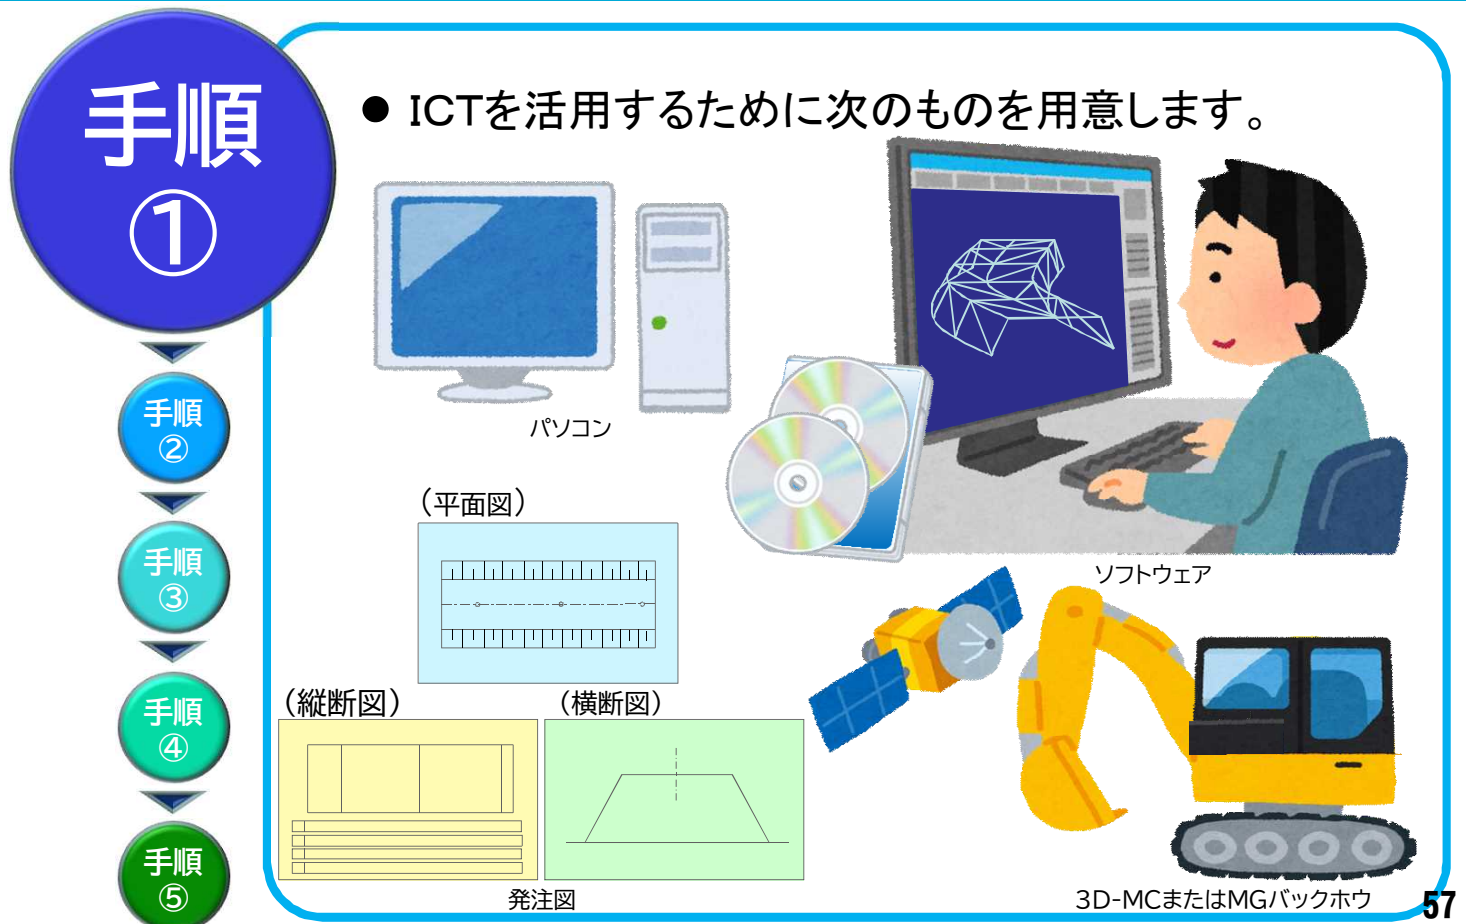 手順
①
● ICTを活用するために次のものを用意します。
パソコン
ソフトウェア
手順
②
(平面図)
手順
③
(縦断図)
(横断図)
手順
④
手順
⑤
発注図
3D-MCまたはMGバックホウ
57